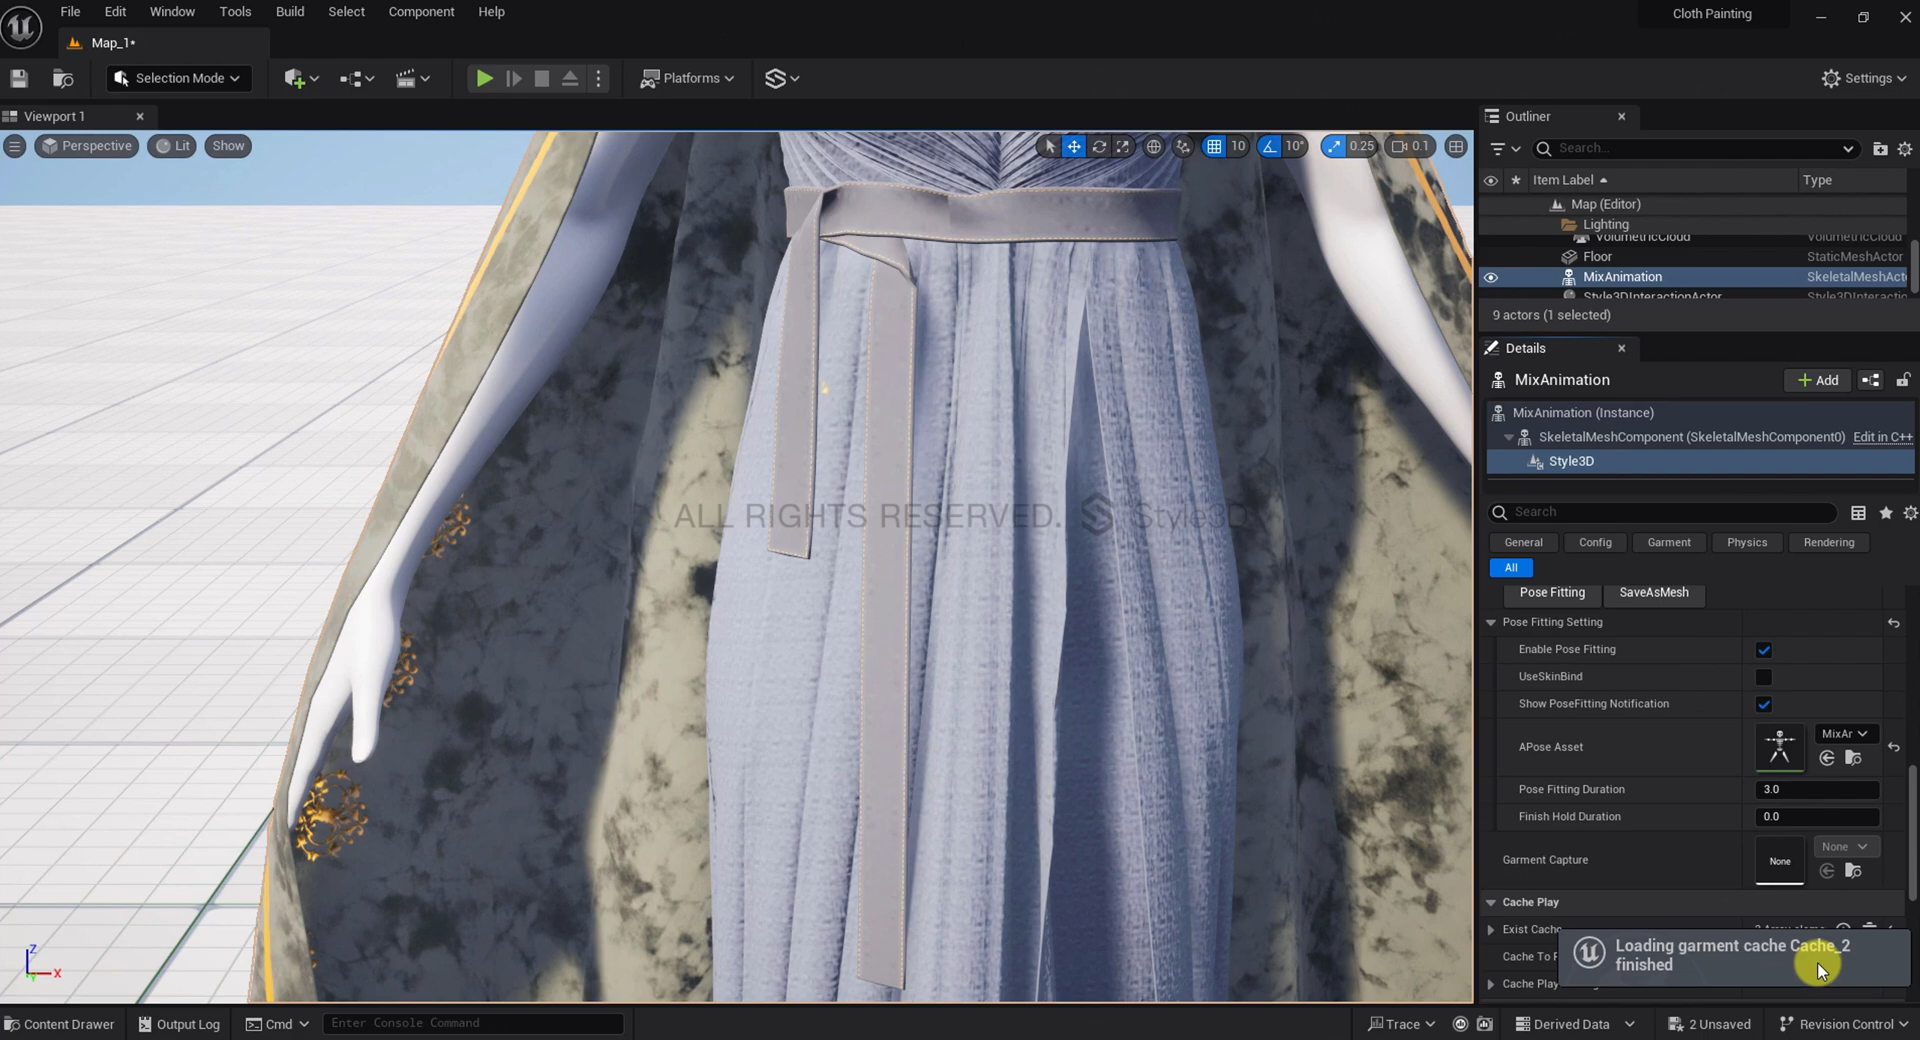 File Edit Window Tools Build Select Component Help
Cloth Painting
Map_1*
Selection Mode
Platforms
Settings
Viewport 1
Outliner
Perspective Lit Show
10 10° 0.25 0.1
Search...
Item Label Type
Map (Editor)
Lighting
VolumetricCloud VolumetricCloud
Floor StaticMeshActor
MixAnimation SkeletalMeshActo
Style3DInteractionActor Style3DInteractio
9 actors (1 selected)
Details
MixAnimation Add
MixAnimation (Instance)
SkeletalMeshComponent (SkeletalMeshComponent0) Edit in C++
Style3D
Search
General Config Garment Physics Rendering
All
Pose Fitting SaveAsMesh
Pose Fitting Setting
Enable Pose Fitting
UseSkinBind
Show PoseFitting Notification
APose Asset MixAr
Pose Fitting Duration 3.0
Finish Hold Duration 0.0
Garment Capture None None
Cache Play
Exist Cache
Cache To P
Cache Play
Loading garment cache Cache_2
finished
ALL RIGHTS RESERVED. Style3D
Z
X
Y
Content Drawer Output Log Cmd Enter Console Command Trace Derived Data 2 Unsaved Revision Control